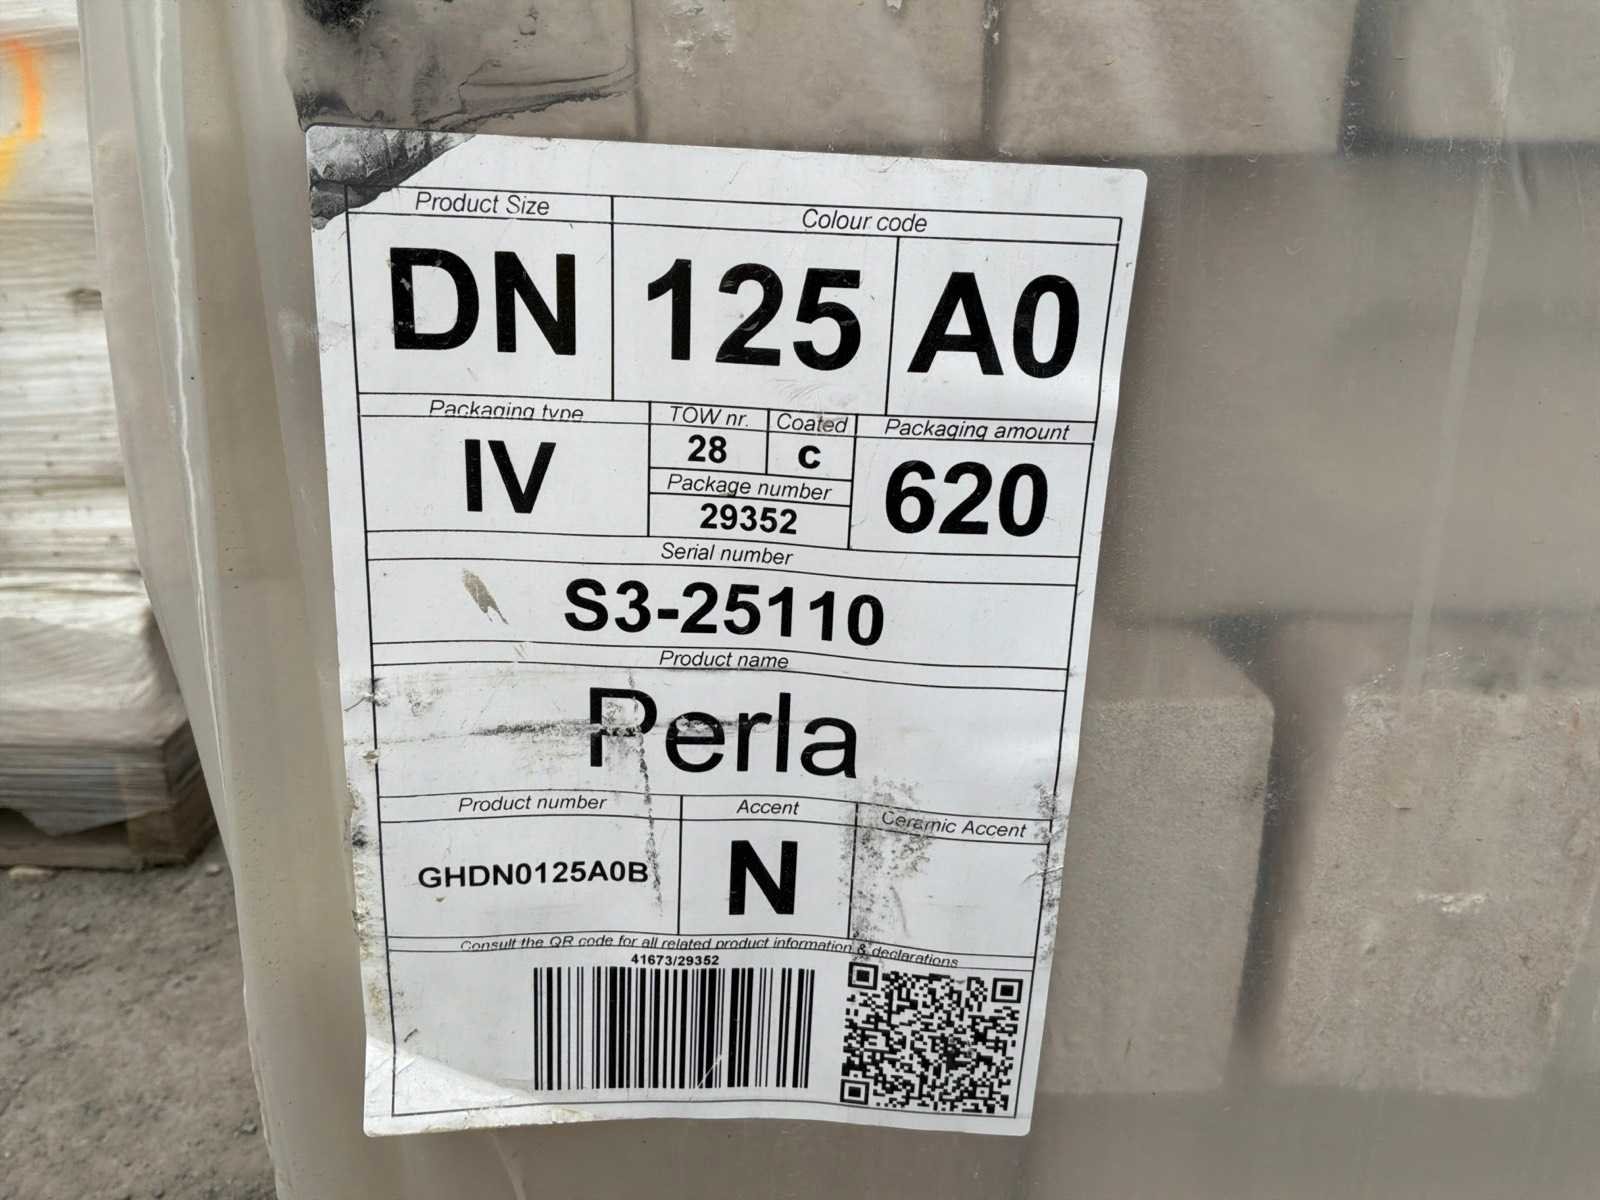 Product Size
Colour code
DN
125
A0
Packaging type
TOW nr.
Coated
Packaging amount
IV
28
c
620
Package number
29352
Serial number
S3-25110
Product name
Perla
Product number
Accent
Ceramic Accent
GHDN0125A0B
N
Consult the QR code for all related product information & declarations
41673/29352